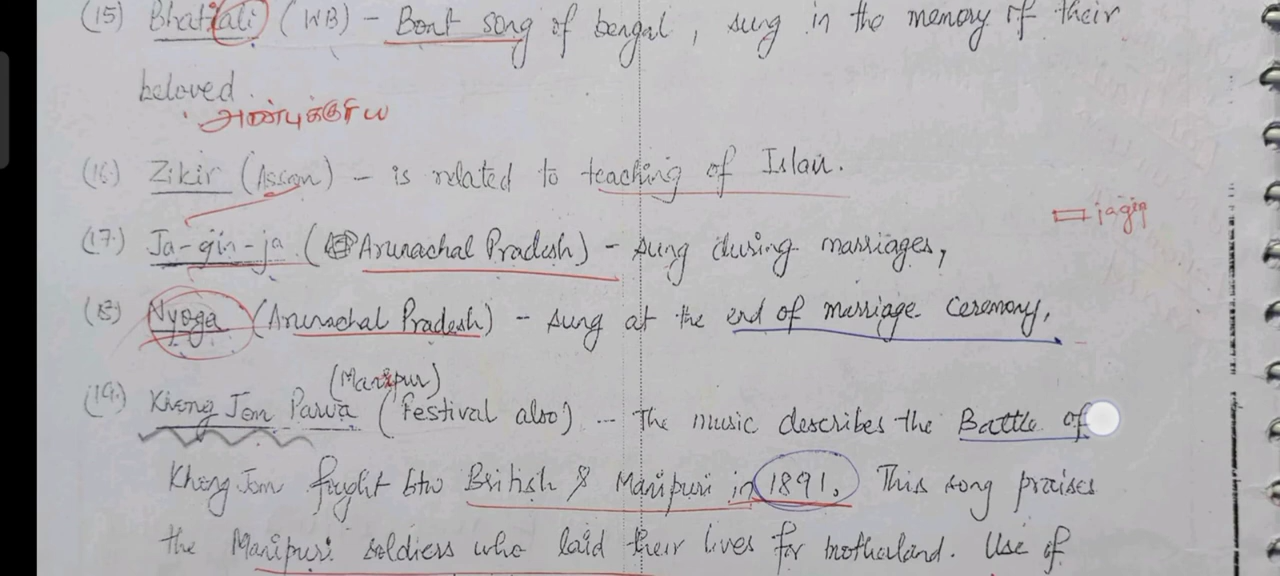 (15) Bhatiali (WB) - Boat song of bengal, sung in the memory of their
beloved.
அன்புக்குரிய
(16.) Zikir (Assam) - is related to teaching of Islam.
jagin
(17.) Ja-gin-ja (Arunachal Pradesh) - sung during marriages,
(18) Nyoga (Arunachal Pradesh) - sung at the end of marriage ceremony,
(Manipur)
(19.) Khong Jom Parva (Festival also) -- The music describes the Battle of
Khong Jom fought btw British & Manipuri in 1891. This song praises
the Manipuri soldiers who laid their lives for motherland. Use of